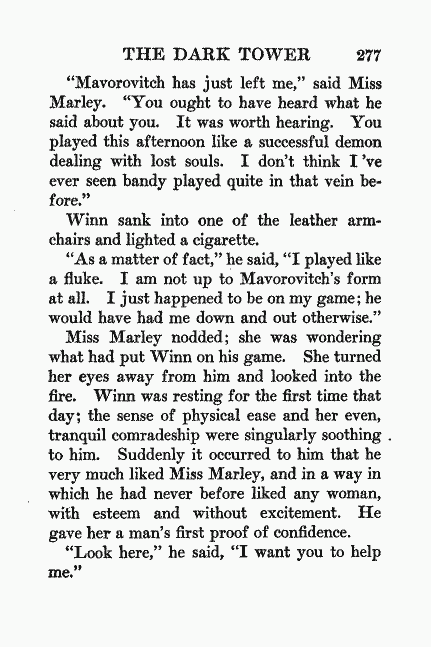 THE DARK TOWER 277
“Mavorovitch has just left me,” said Miss
Marley. “You ought to have heard what he
said about you. It was worth hearing. You
played this afternoon like a successful demon
dealing with lost souls. I don’t think I’ve
ever seen bandy played quite in that vein be-
fore.”
Winn sank into one of the leather arm-
chairs and lighted a cigarette.
“As a matter of fact,” he said, “I played like
a fluke. I am not up to Mavorovitch’s form
at all. I just happened to be on my game; he
would have had me down and out otherwise.”
Miss Marley nodded; she was wondering
what had put Winn on his game. She turned
her eyes away from him and looked into the
fire. Winn was resting for the first time that
day; the sense of physical ease and her even,
tranquil comradeship were singularly soothing
to him. Suddenly it occurred to him that he
very much liked Miss Marley, and in a way in
which he had never before liked any woman,
with esteem and without excitement. He
gave her a man’s first proof of confidence.
“Look here,” he said, “I want you to help
me.”